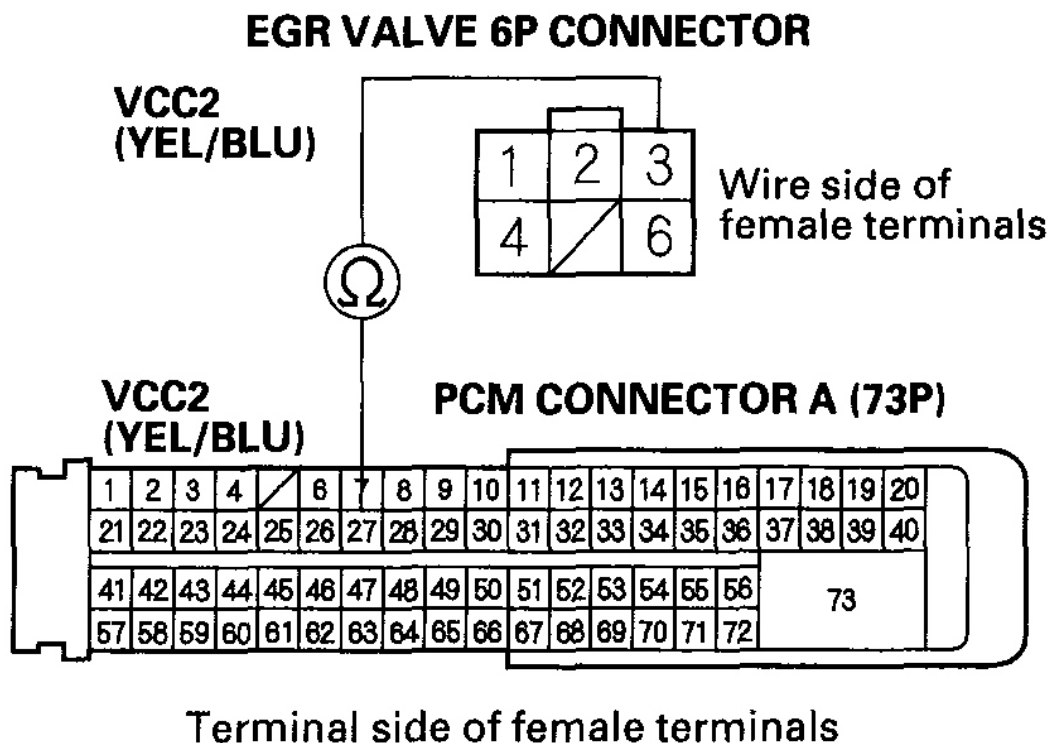 EGR VALVE 6P CONNECTOR
VCC2
(YEL/BLU)
1 2 3
4 6
Wire side of
female terminals
Ω
VCC2
(YEL/BLU)
PCM CONNECTOR A (73P)
1 2 3 4 6 7 8 9 10 11 12 13 14 15 16 17 18 19 20
21 22 23 24 25 26 27 28 29 30 31 32 33 34 35 36 37 38 39 40
41 42 43 44 45 46 47 48 49 50 51 52 53 54 55 56
73
57 58 59 60 61 62 63 64 65 66 67 68 69 70 71 72
Terminal side of female terminals